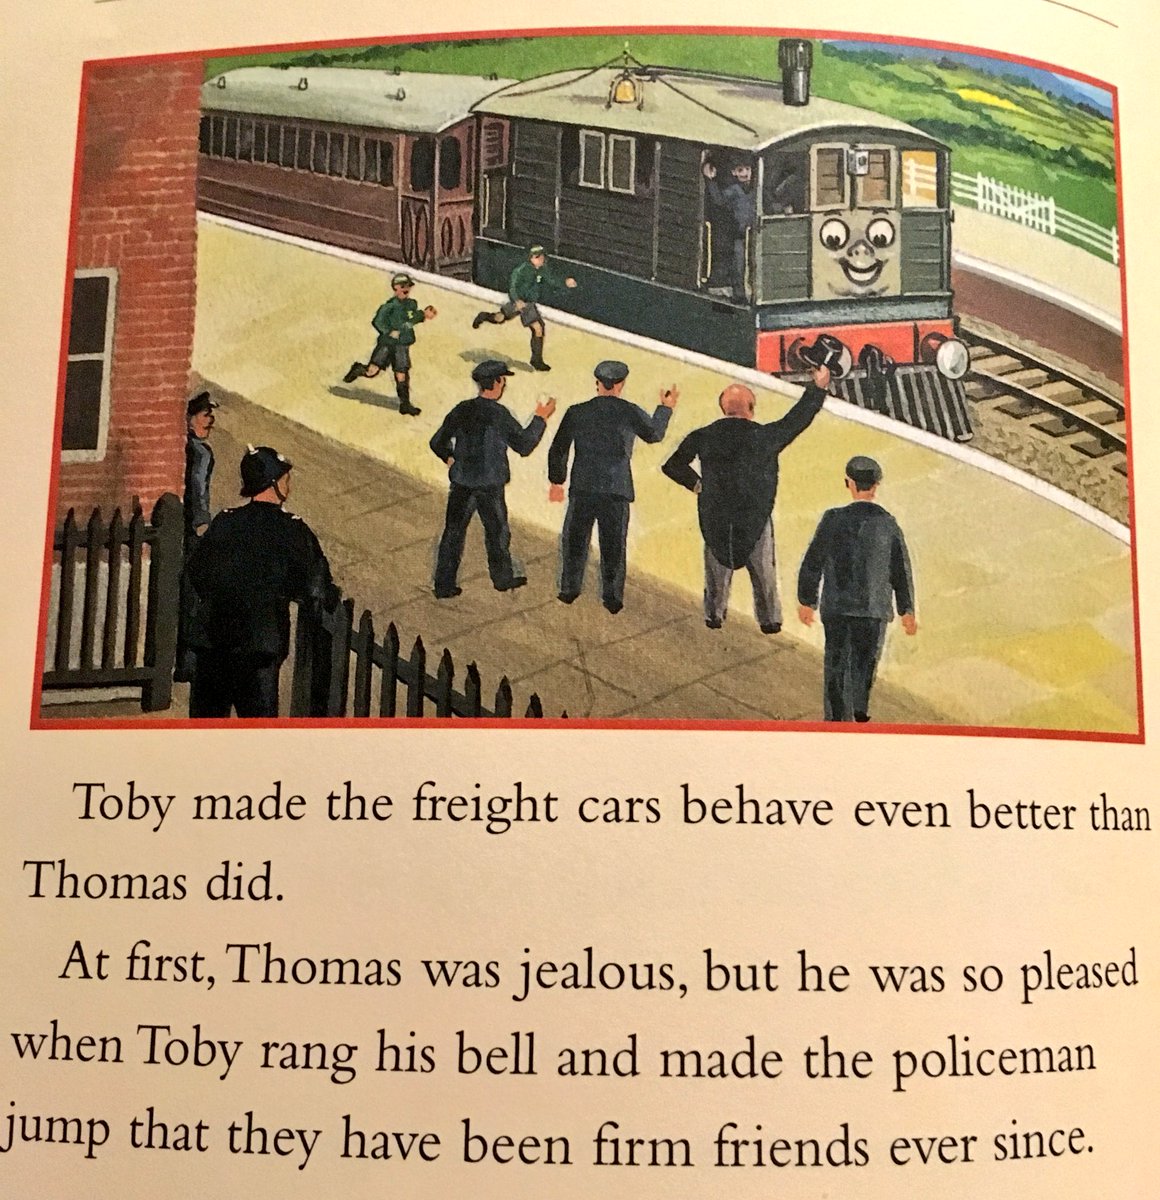 Toby made the freight cars behave even better than
Thomas did.
At first, Thomas was jealous, but he was so pleased
when Toby rang his bell and made the policeman
jump that they have been firm friends ever since.